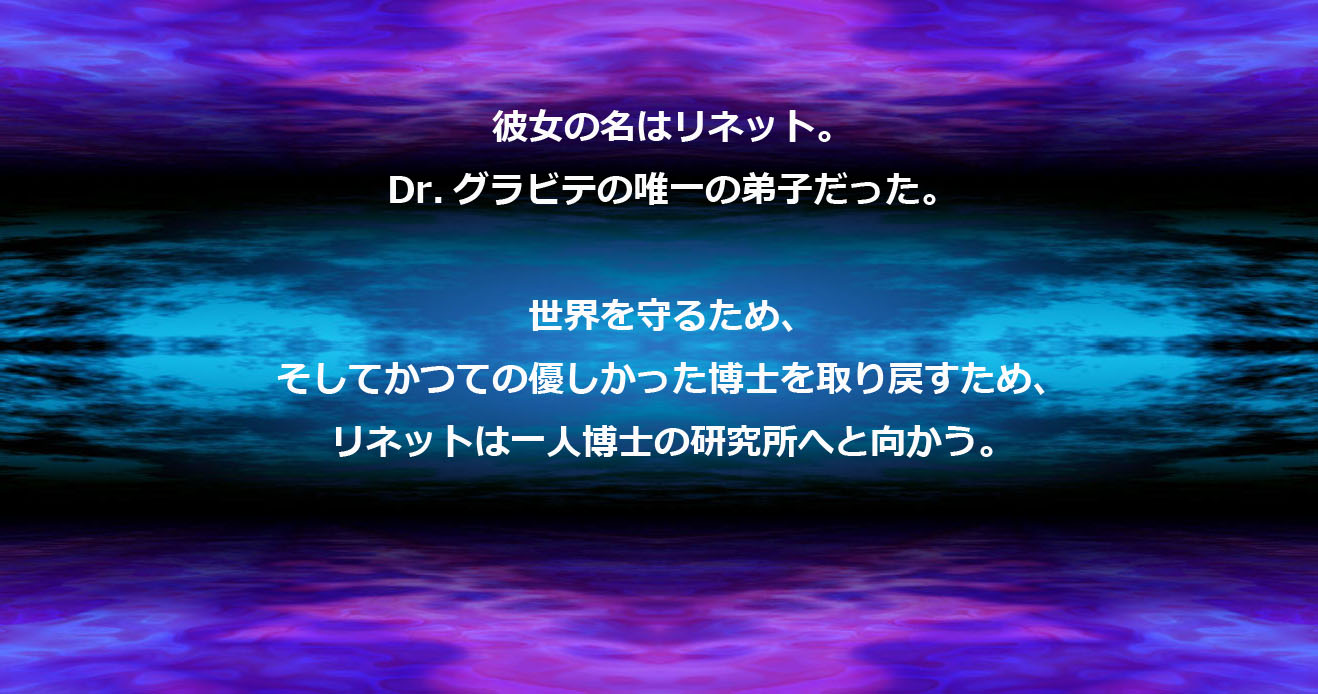 彼女の名はリネット。
Dr.グラビテの唯一の弟子だった。
世界を守るため、
そしてかつての優しかった博士を取り戻すため、
リネットは一人博士の研究所へと向かう。